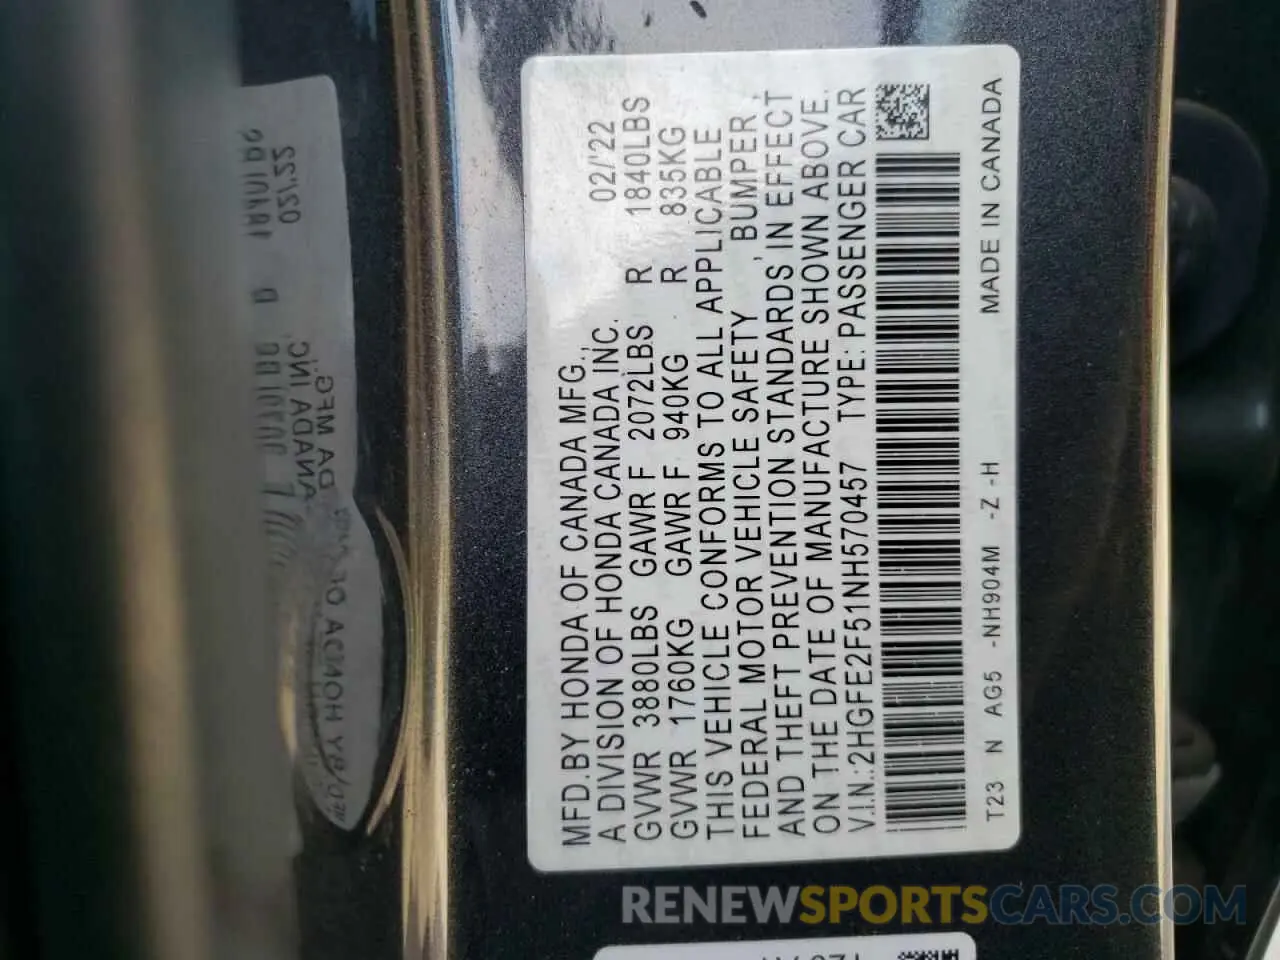 MFD.BY HONDA OF CANADA MFG., 02/'22
A DIVISION OF HONDA CANADA INC.
GVWR 3880LBS GAWR F 2072LBS R 1840LBS
GVWR 1760KG GAWR F 940KG R 835KG
THIS VEHICLE CONFORMS TO ALL APPLICABLE
FEDERAL MOTOR VEHICLE SAFETY, BUMPER,
AND THEFT PREVENTION STANDARDS IN EFFECT
ON THE DATE OF MANUFACTURE SHOWN ABOVE.
V.I.N.:2HGFE2F51NH570457 TYPE: PASSENGER CAR
T23 N AG5 -NH904M -Z -H MADE IN CANADA
RENEWSPORTSCARS.COM